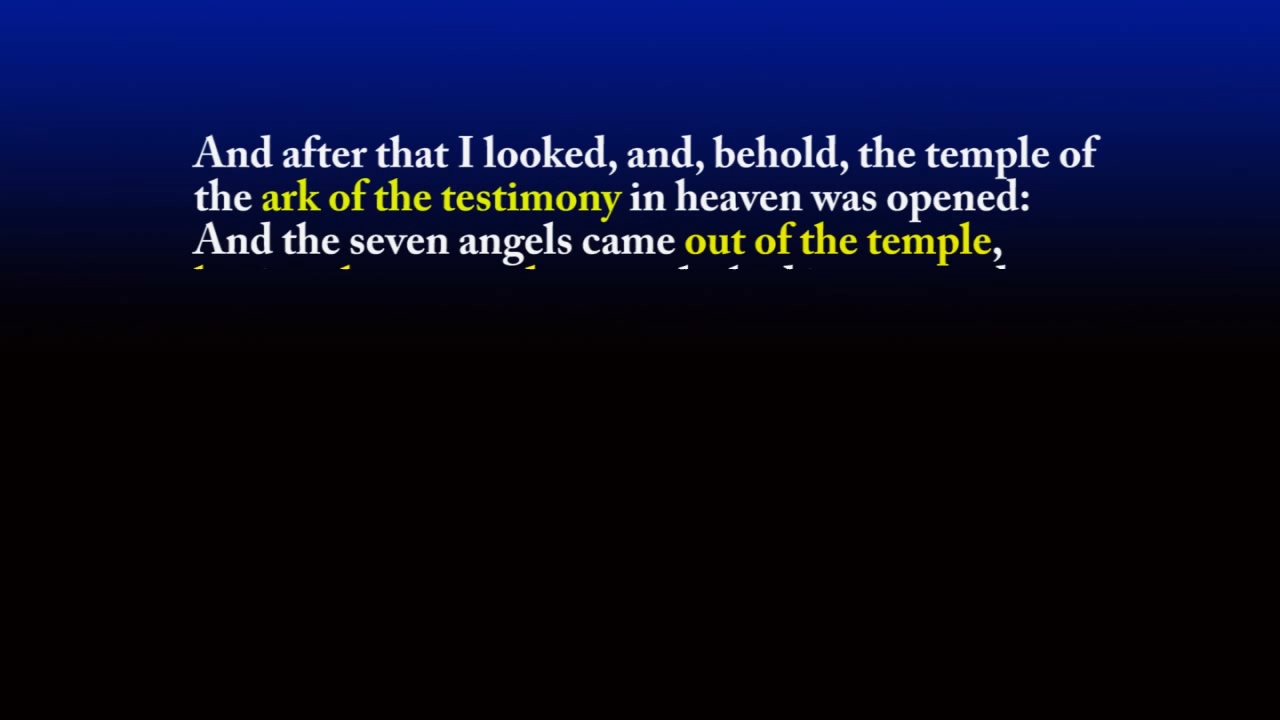 And after that I looked, and, behold, the temple of
the ark of the testimony in heaven was opened:
And the seven angels came out of the temple,